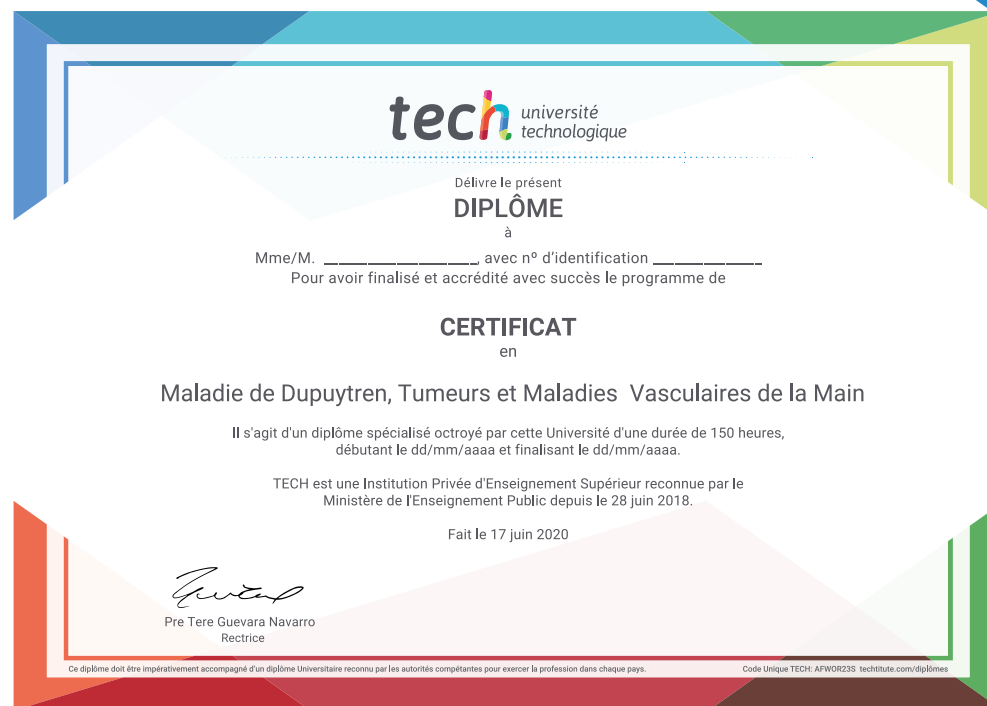 tech université
technologique
Délivre le présent
DIPLÔME
à
Mme/M. ____________________, avec nº d'identification ______________
Pour avoir finalisé et accrédité avec succès le programme de
CERTIFICAT
en
Maladie de Dupuytren, Tumeurs et Maladies Vasculaires de la Main
Il s'agit d'un diplôme spécialisé octroyé par cette Université d'une durée de 150 heures,
débutant le dd/mm/aaaa et finalisant le dd/mm/aaaa.
TECH est une Institution Privée d'Enseignement Supérieur reconnue par le
Ministère de l'Enseignement Public depuis le 28 juin 2018.
Fait le 17 juin 2020
Pre Tere Guevara Navarro
Rectrice
Ce diplôme doit être impérativement accompagné d'un diplôme Universitaire reconnu par les autorités compétantes pour exercer la profession dans chaque pays.
Code Unique TECH: AFWOR23S techtitute.com/diplômes